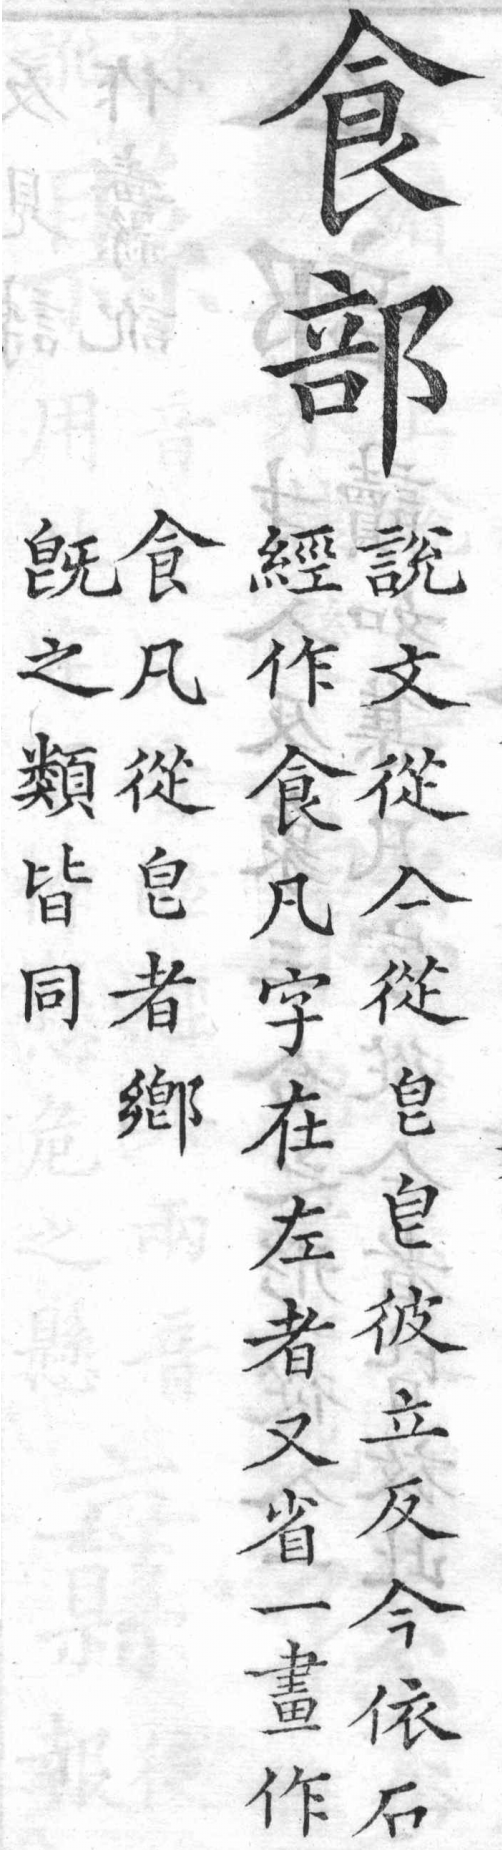 食部
說文從亼從皀皀彼立反今依石
經作食凡字在左者又省一畫作
飠凡從皀者鄉
既之類皆同